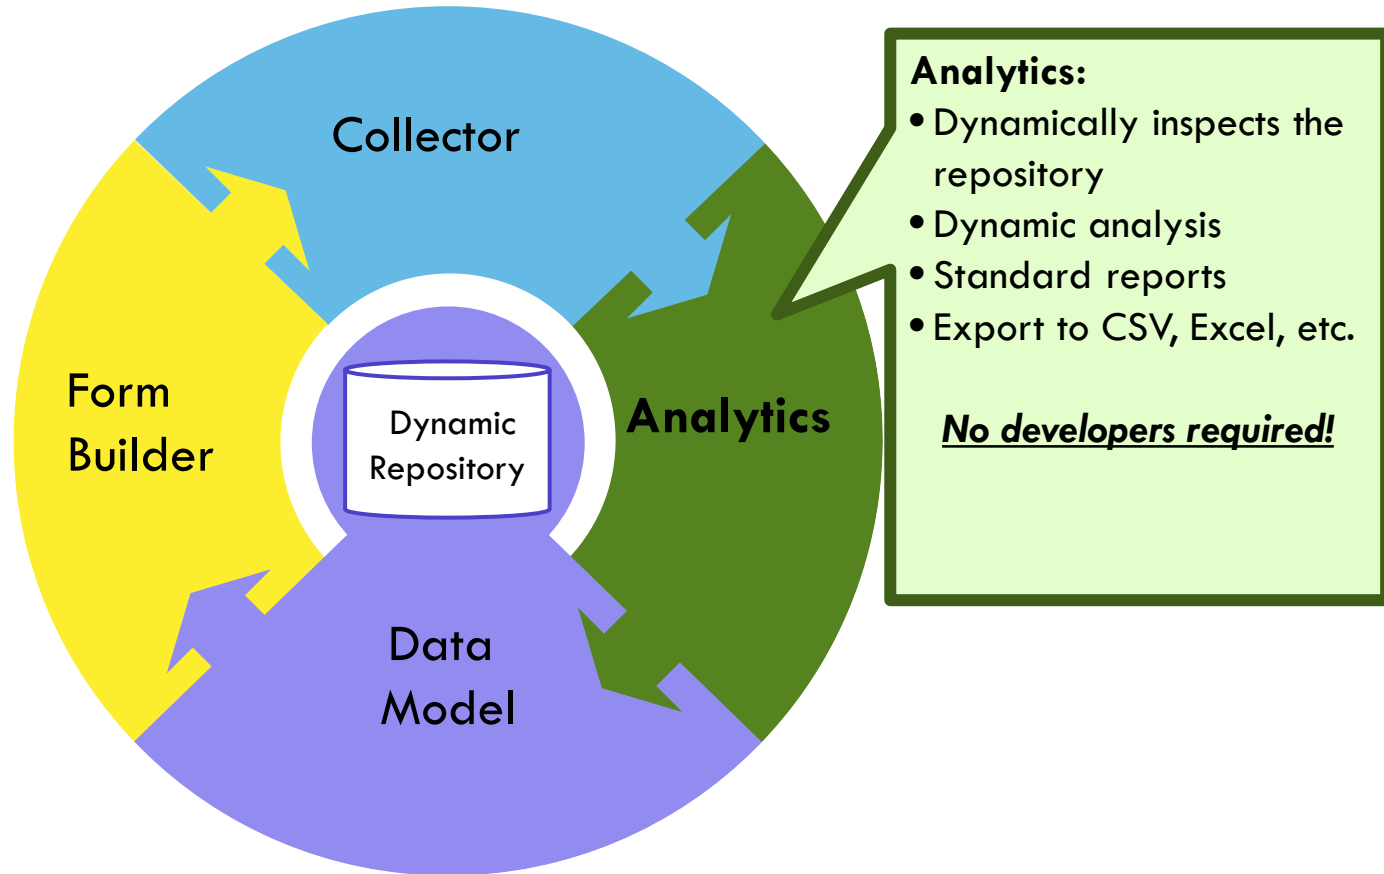 Collector
Form
Builder
Dynamic
Repository
Analytics
Data
Model
Analytics:
• Dynamically inspects the
repository
• Dynamic analysis
• Standard reports
• Export to CSV, Excel, etc.
No developers required!